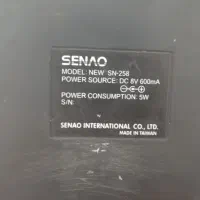 SENAO
MODEL: NEW SN-258
POWER SOURCE: DC 8V 600mA
POWER CONSUMPTION: 5W
S/N:
SENAO INTERNATIONAL CO., LTD.
MADE IN TAIWAN